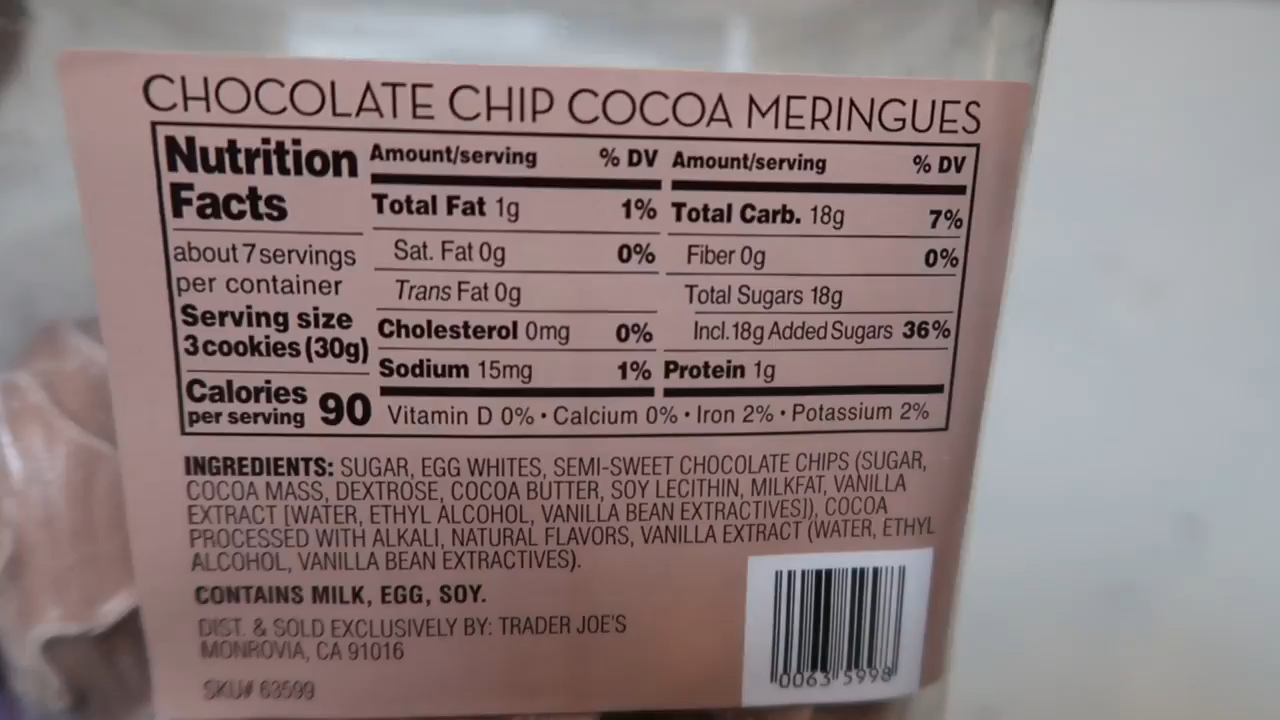 CHOCOLATE CHIP COCOA MERINGUES
Nutrition
Facts
about 7 servings
per container
Serving size
3 cookies (30g)
Calories
per serving 90
Amount/serving % DV
Total Fat 1g 1%
Sat. Fat 0g 0%
Trans Fat 0g
Cholesterol 0mg 0%
Sodium 15mg 1%
Amount/serving % DV
Total Carb. 18g 7%
Fiber 0g 0%
Total Sugars 18g
Incl. 18g Added Sugars 36%
Protein 1g
Vitamin D 0% • Calcium 0% • Iron 2% • Potassium 2%
INGREDIENTS: SUGAR, EGG WHITES, SEMI-SWEET CHOCOLATE CHIPS (SUGAR,
COCOA MASS, DEXTROSE, COCOA BUTTER, SOY LECITHIN, MILKFAT, VANILLA
EXTRACT [WATER, ETHYL ALCOHOL, VANILLA BEAN EXTRACTIVES]), COCOA
PROCESSED WITH ALKALI, NATURAL FLAVORS, VANILLA EXTRACT (WATER, ETHYL
ALCOHOL, VANILLA BEAN EXTRACTIVES).
CONTAINS MILK, EGG, SOY.
DIST. & SOLD EXCLUSIVELY BY: TRADER JOE'S
MONROVIA, CA 91016
SKU# 63599
0063 5998